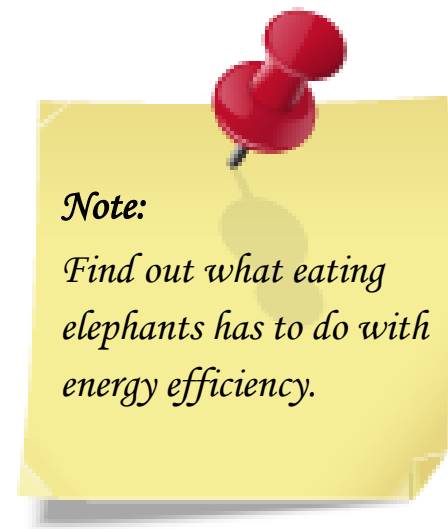 Note:
Find out what eating
elephants has to do with
energy efficiency.